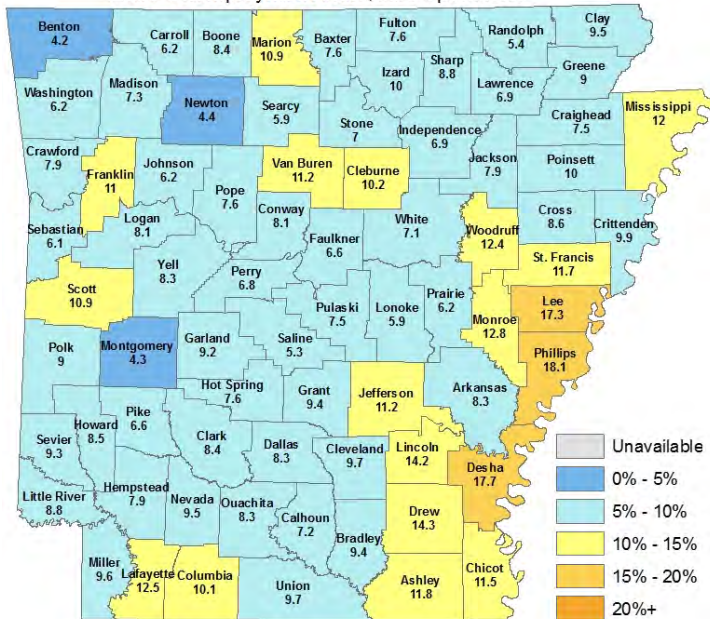 Benton
4.2
Carroll
6.2
Boone
8.4
Marion
10.9
Baxter
7.6
Fulton
7.6
Randolph
5.4
Clay
9.5
Washington
6.2
Madison
7.3
Newton
4.4
Searcy
5.9
Stone
7
Izard
10
Sharp
8.8
Lawrence
6.9
Greene
9
Independence
6.9
Craighead
7.5
Mississippi
12
Crawford
7.9
Franklin
11
Johnson
6.2
Pope
7.6
Van Buren
11.2
Cleburne
10.2
Jackson
7.9
Poinsett
10
Sebastian
6.1
Logan
8.1
Conway
8.1
Faulkner
6.6
White
7.1
Woodruff
12.4
Cross
8.6
Crittenden
9.9
Scott
10.9
Yell
8.3
Perry
6.8
Pulaski
7.5
Lonoke
5.9
Prairie
6.2
Monroe
12.8
St. Francis
11.7
Lee
17.3
Phillips
18.1
Polk
9
Montgomery
4.3
Garland
9.2
Saline
5.3
Hot Spring
7.6
Grant
9.4
Jefferson
11.2
Arkansas
8.3
Sevier
9.3
Howard
8.5
Pike
6.6
Clark
8.4
Dallas
8.3
Cleveland
9.7
Lincoln
14.2
Desha
17.7
Little River
8.8
Hempstead
7.9
Nevada
9.5
Ouachita
8.3
Calhoun
7.2
Bradley
9.4
Drew
14.3
Miller
9.6
Lafayette
12.5
Columbia
10.1
Union
9.7
Ashley
11.8
Chicot
11.5
Unavailable
0% - 5%
5% - 10%
10% - 15%
15% - 20%
20%+